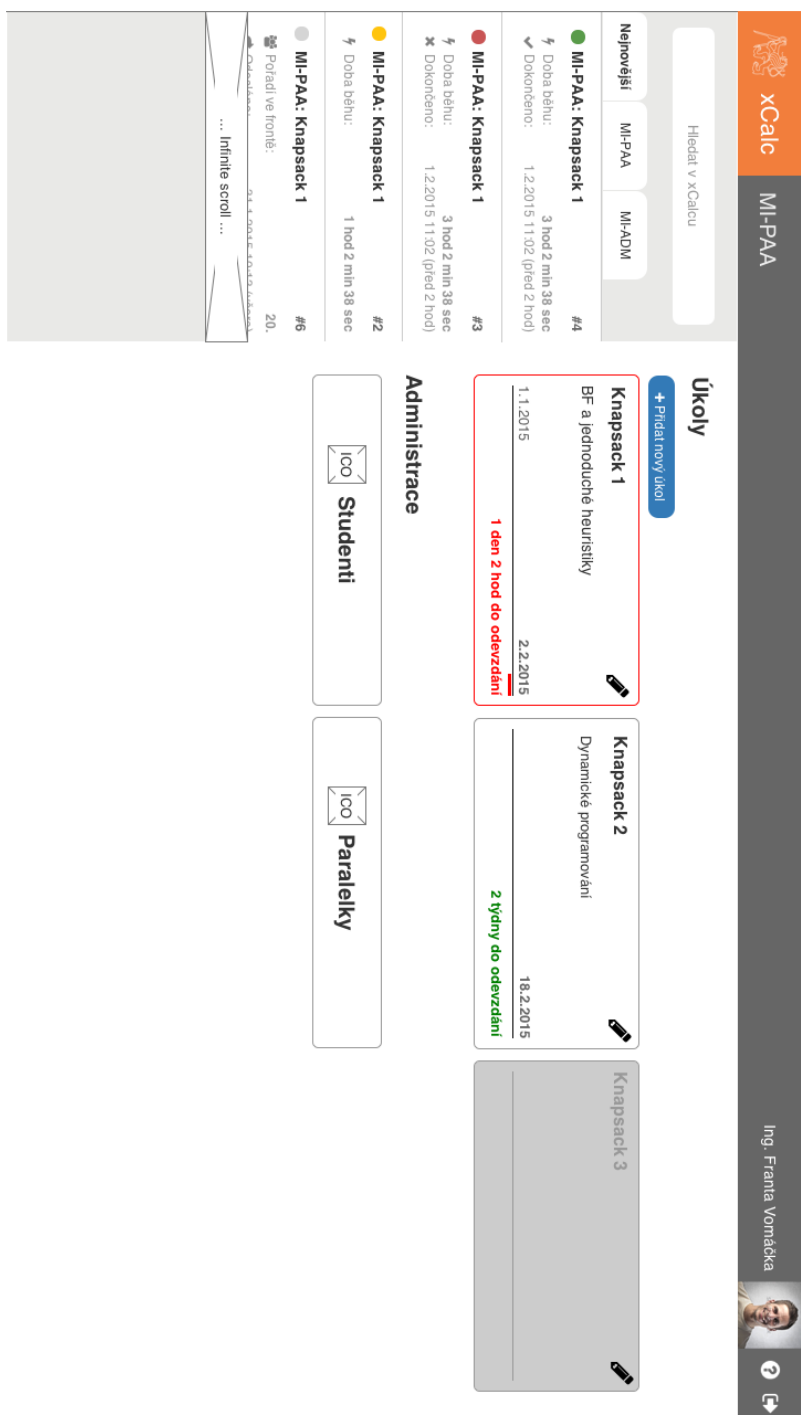 xCalc MI-PAA Ing. Franta Vomáčka
Hledat v xCalcu
Nejnovější MI-PAA MI-ADM
MI-PAA: Knapsack 1 #4
Doba běhu: 3 hod 2 min 38 sec
Dokončeno: 1.2.2015 11:02 (před 2 hod)
MI-PAA: Knapsack 1 #3
Doba běhu: 3 hod 2 min 38 sec
Dokončeno: 1.2.2015 11:02 (před 2 hod)
MI-PAA: Knapsack 1 #2
Doba běhu: 1 hod 2 min 38 sec
MI-PAA: Knapsack 1 #6
Pořadí ve frontě: 20.
... Infinite scroll ...
Úkoly
+ Přidat nový úkol
Knapsack 1
BF a jednoduché heuristiky
1.1.2015 2.2.2015
1 den 2 hod do odevzdání
Knapsack 2
Dynamické programování
18.2.2015
2 týdny do odevzdání
Knapsack 3
Administrace
ICO Studenti
ICO Paralelky